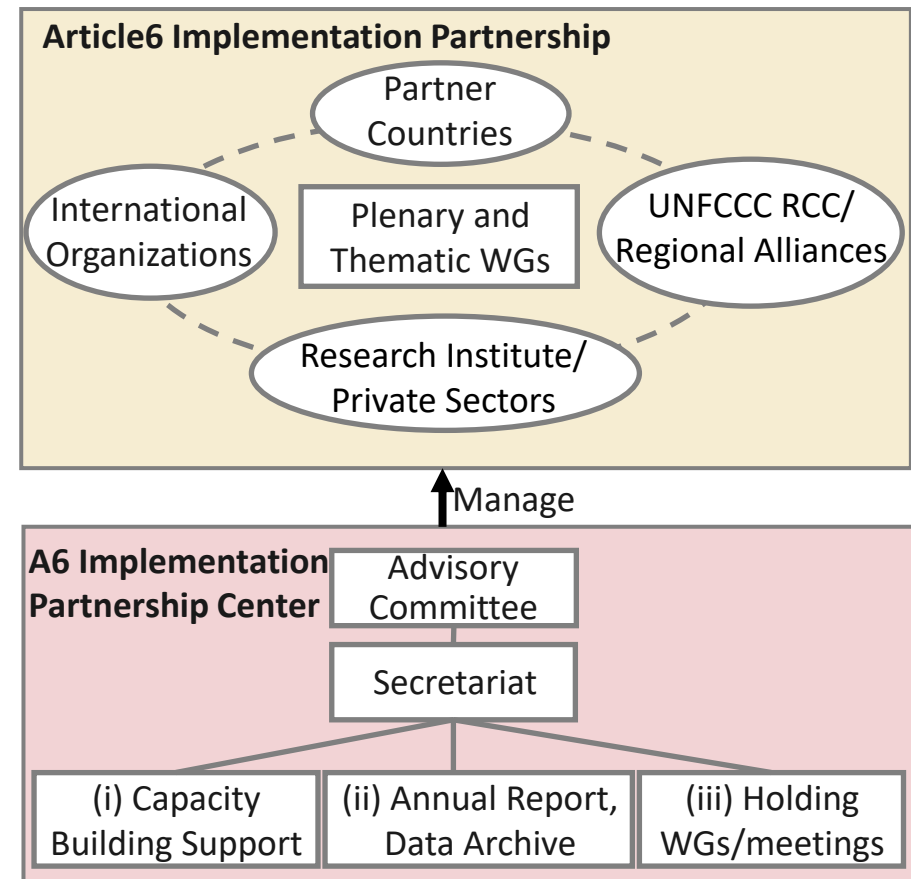 Article6 Implementation Partnership
Partner
Countries
International
Organizations
Plenary and
Thematic WGs
UNFCCC RCC/
Regional Alliances
Research Institute/
Private Sectors
Manage
A6 Implementation
Partnership Center
Advisory
Committee
Secretariat
(i) Capacity
Building Support
(ii) Annual Report,
Data Archive
(iii) Holding
WGs/meetings